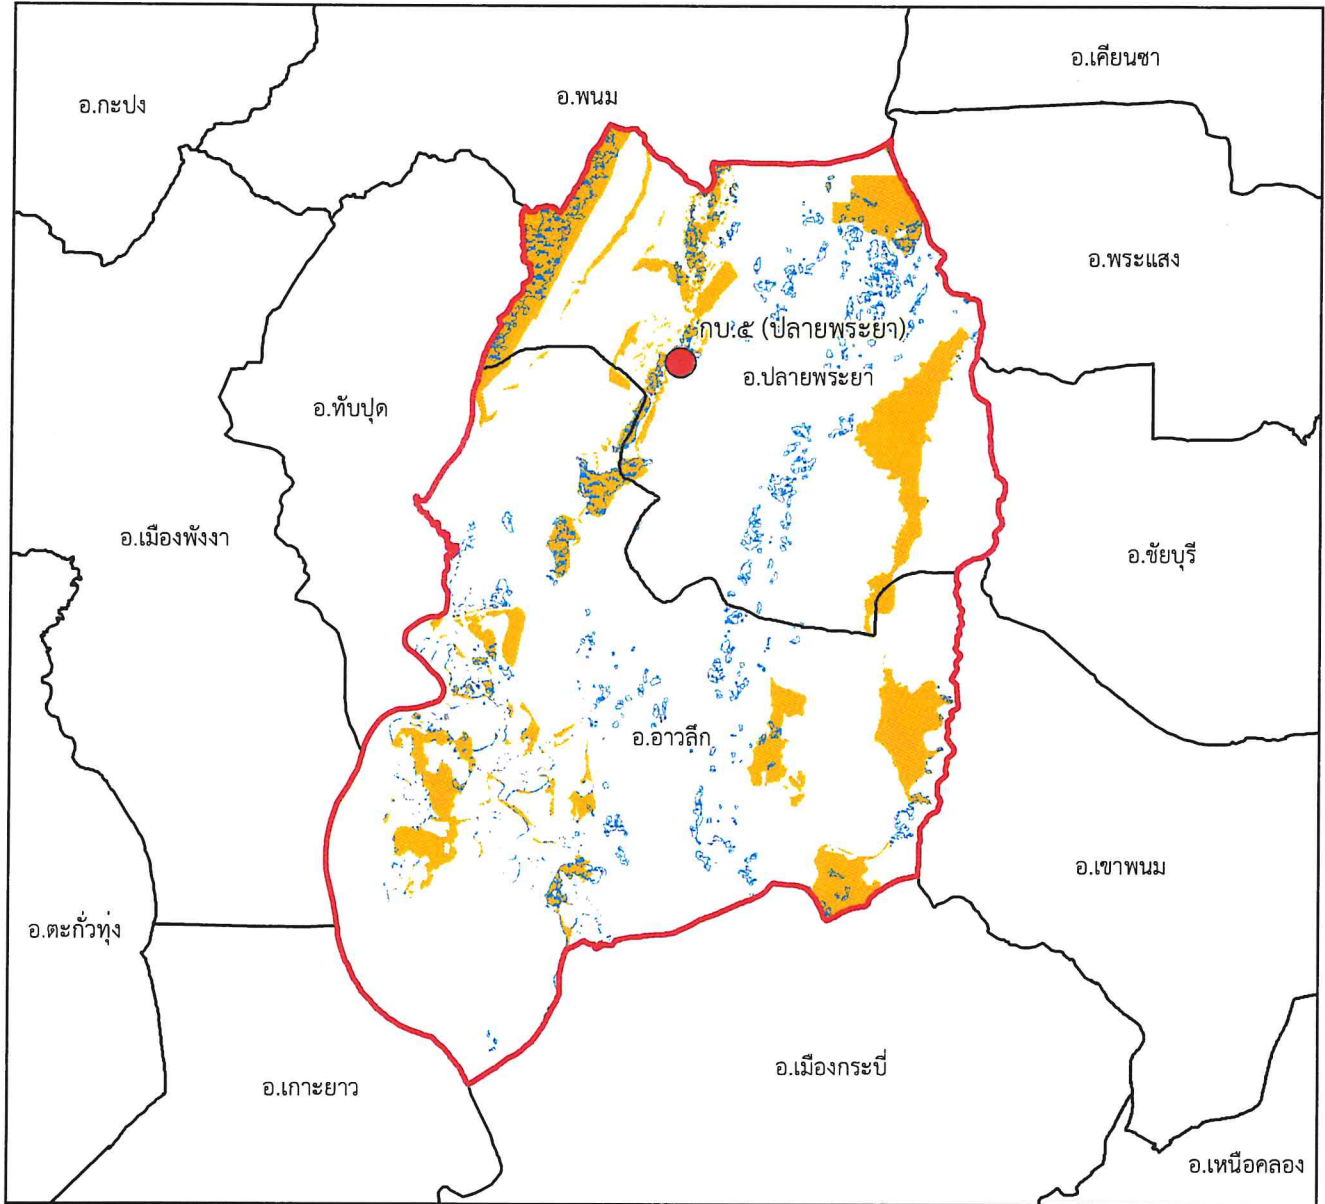 อ.เคียนซา
อ.กะปง
อ.พนม
อ.พระแสง
กบ.๕ (ปลายพระยา)
อ.ปลายพระยา
อ.ทับปุด
อ.เมืองพังงา
อ.ชัยบุรี
อ.อ่าวลึก
อ.เขาพนม
อ.ตะกั่วทุ่ง
อ.เมืองกระบี่
อ.เกาะยาว
อ.เหนือคลอง